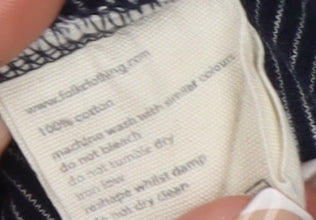 www.folkclothing.com
100% cotton
machine wash with similar colours
do not bleach
do not tumble dry
iron low
reshape whilst damp
do not dry clean